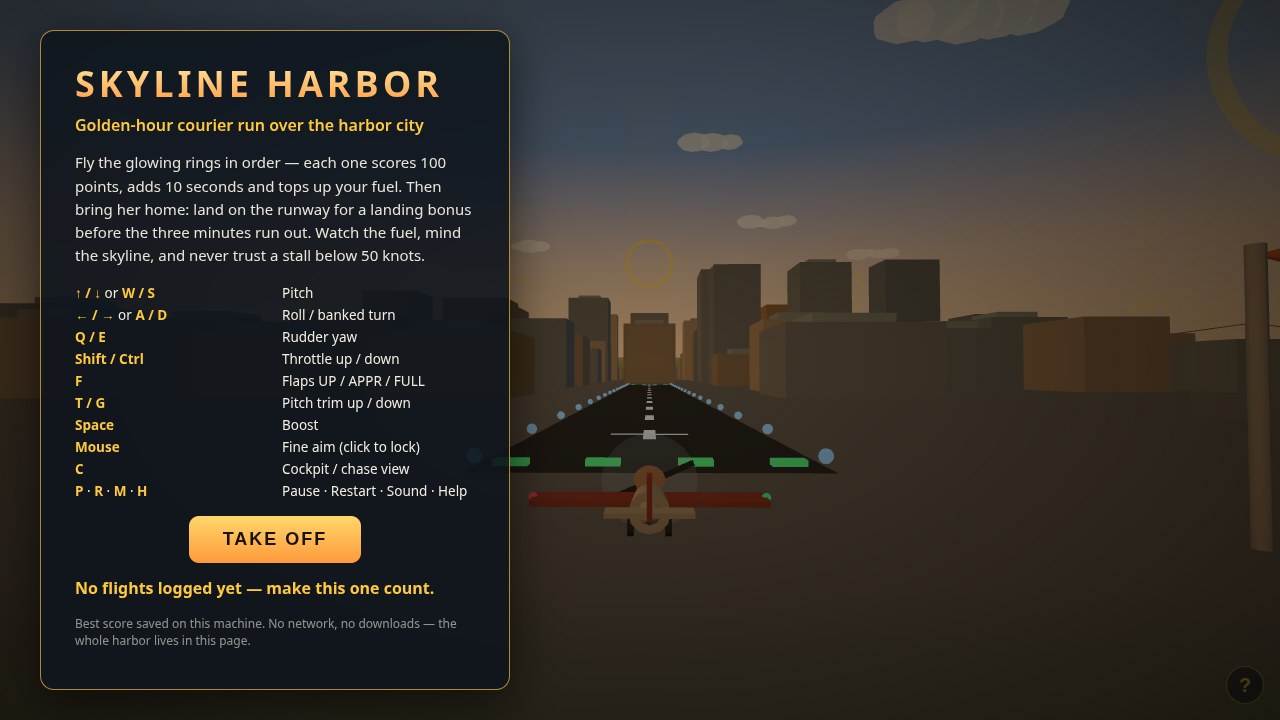 SKYLINE HARBOR
Golden-hour courier run over the harbor city
Fly the glowing rings in order — each one scores 100
points, adds 10 seconds and tops up your fuel. Then
bring her home: land on the runway for a landing bonus
before the three minutes run out. Watch the fuel, mind
the skyline, and never trust a stall below 50 knots.
↑ / ↓ or W / S Pitch
← / → or A / D Roll / banked turn
Q / E Rudder yaw
Shift / Ctrl Throttle up / down
F Flaps UP / APPR / FULL
T / G Pitch trim up / down
Space Boost
Mouse Fine aim (click to lock)
C Cockpit / chase view
P · R · M · H Pause · Restart · Sound · Help
TAKE OFF
No flights logged yet — make this one count.
Best score saved on this machine. No network, no downloads — the
whole harbor lives in this page.
?